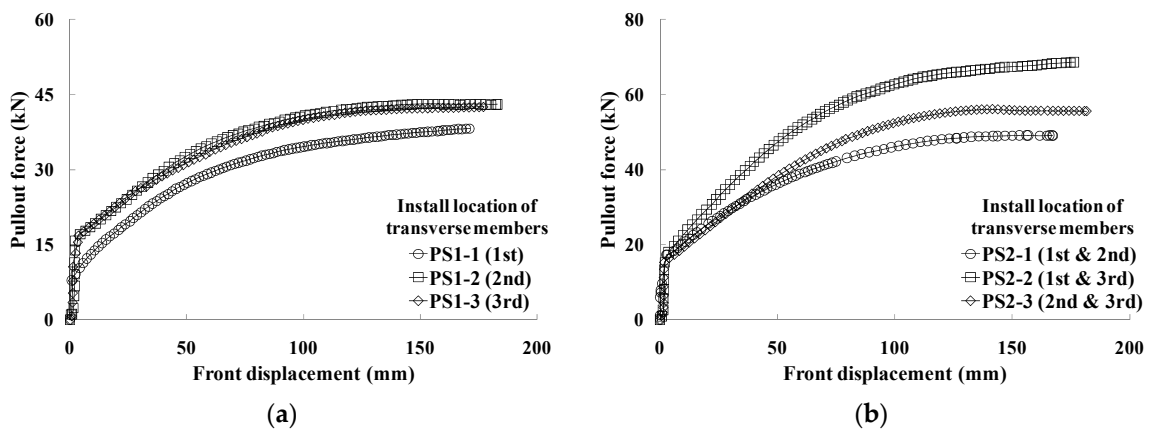 60
45
30
15
0
Pullout force (kN)
Install location of
transverse members
PS1-1 (1st)
PS1-2 (2nd)
PS1-3 (3rd)
0 50 100 150 200
Front displacement (mm)
(a)
80
60
40
20
0
Pullout force (kN)
Install location of
transverse members
PS2-1 (1st & 2nd)
PS2-2 (1st & 3rd)
PS2-3 (2nd & 3rd)
0 50 100 150 200
Front displacement (mm)
(b)